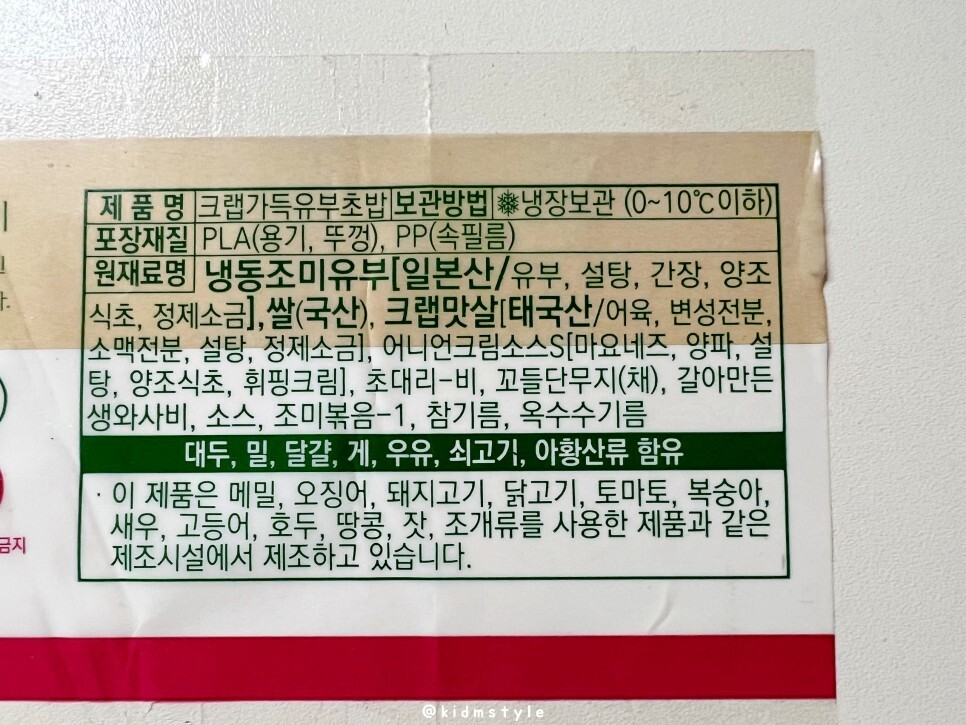 제 품 명 크랩가득유부초밥 보관방법 ❄냉장보관 (0~10℃이하)
포장재질 PLA(용기, 뚜껑), PP(속필름)
원재료명 냉동조미유부[일본산/유부, 설탕, 간장, 양조
식초, 정제소금], 쌀(국산), 크랩맛살[태국산/어육, 변성전분,
소맥전분, 설탕, 정제소금], 어니언크림소스S[마요네즈, 양파, 설
탕, 양조식초, 휘핑크림], 초대리-비, 꼬들단무지(채), 갈아만든
생와사비, 소스, 조미볶음-1, 참기름, 옥수수기름
대두, 밀, 달걀, 게, 우유, 쇠고기, 아황산류 함유
· 이 제품은 메밀, 오징어, 돼지고기, 닭고기, 토마토, 복숭아,
새우, 고등어, 호두, 땅콩, 잣, 조개류를 사용한 제품과 같은
제조시설에서 제조하고 있습니다.
금지
@kidmstyle